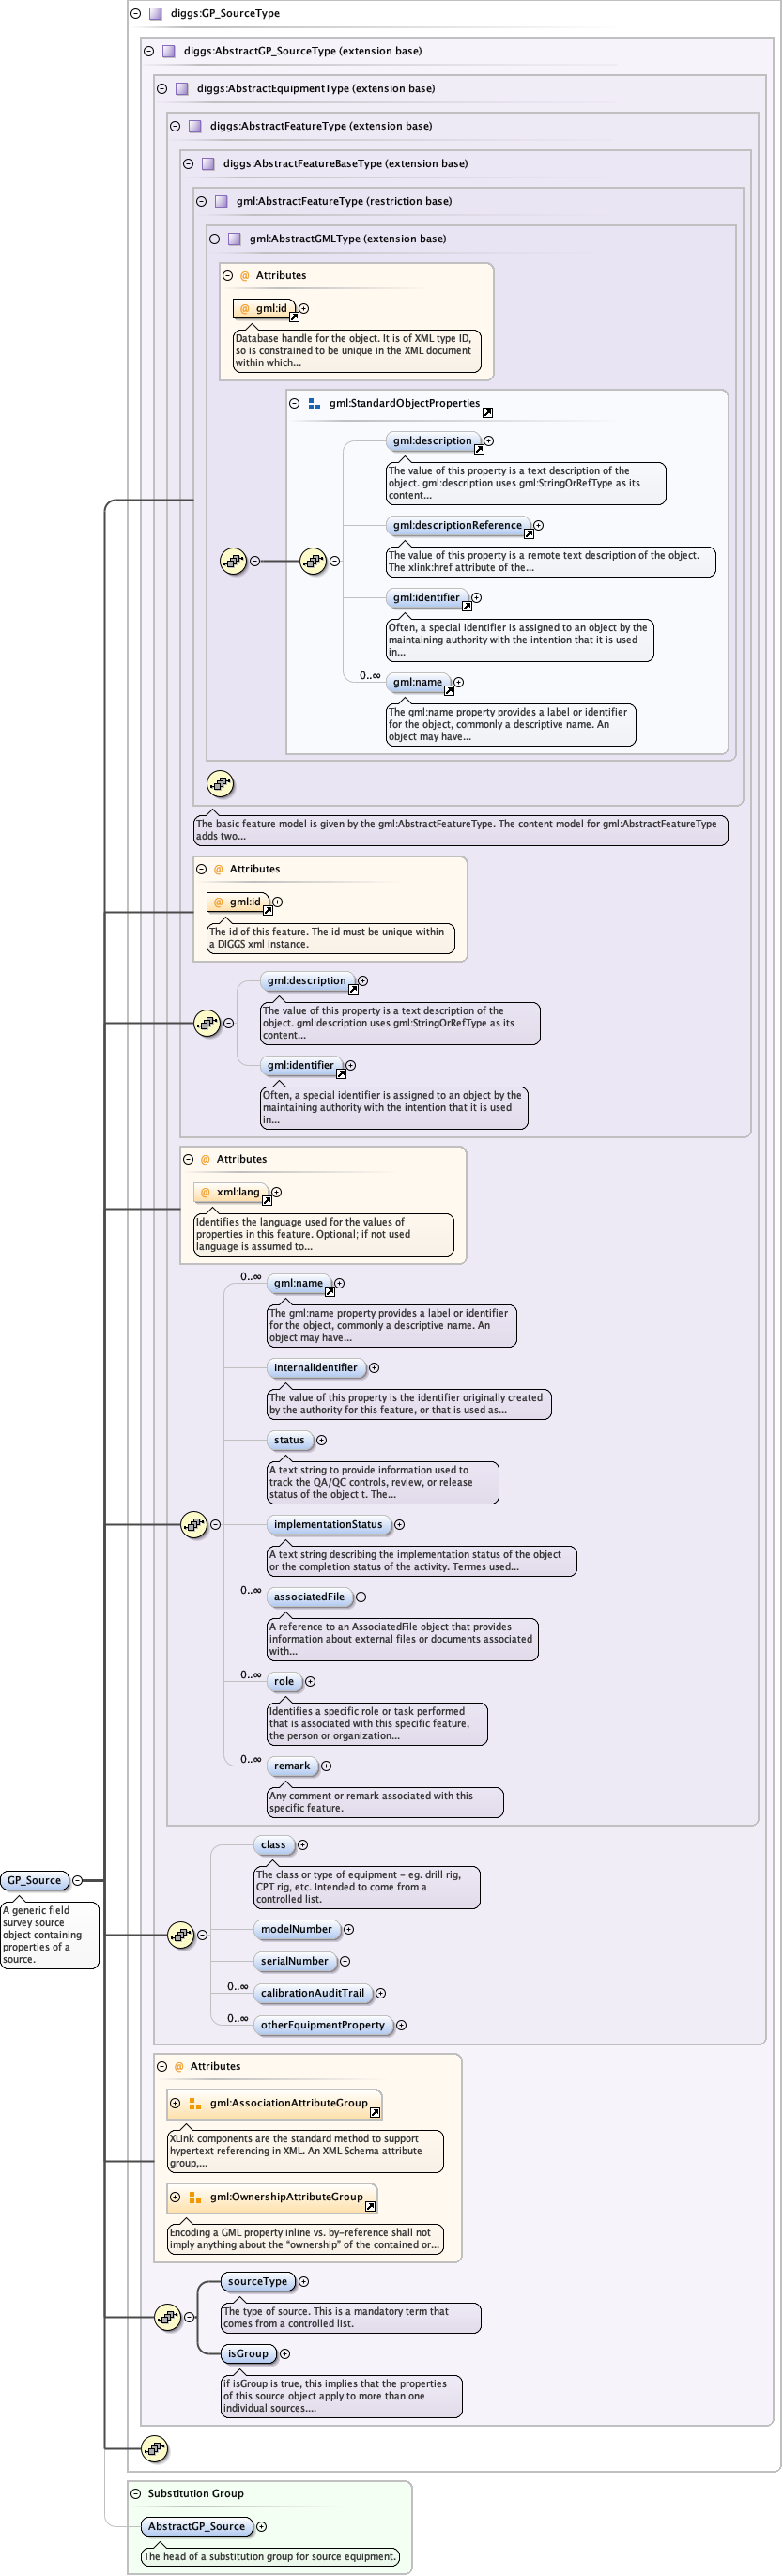 diggs:GP_SourceType
diggs:AbstractGP_SourceType (extension base)
diggs:AbstractEquipmentType (extension base)
diggs:AbstractFeatureType (extension base)
diggs:AbstractFeatureBaseType (extension base)
gml:AbstractFeatureType (restriction base)
gml:AbstractGMLType (extension base)
@ Attributes
@ gml:id
Database handle for the object. It is of XML type ID,
so is constrained to be unique in the XML document
within which...
gml:StandardObjectProperties
gml:description
The value of this property is a text description of the
object. gml:description uses gml:StringOrRefType as its
content...
gml:descriptionReference
The value of this property is a remote text description of the object.
The xlink:href attribute of the...
gml:identifier
Often, a special identifier is assigned to an object by the
maintaining authority with the intention that it is used
in...
0..∞
gml:name
The gml:name property provides a label or identifier
for the object, commonly a descriptive name. An
object may have...
The basic feature model is given by the gml:AbstractFeatureType. The content model for gml:AbstractFeatureType
adds two...
@ Attributes
@ gml:id
The id of this feature. The id must be unique within
a DIGGS xml instance.
gml:description
The value of this property is a text description of the
object. gml:description uses gml:StringOrRefType as its
content...
gml:identifier
Often, a special identifier is assigned to an object by the
maintaining authority with the intention that it is used
in...
@ Attributes
@ xml:lang
Identifies the language used for the values of
properties in this feature. Optional; if not used
language is assumed to...
0..∞
gml:name
The gml:name property provides a label or identifier
for the object, commonly a descriptive name. An
object may have...
internalIdentifier
The value of this property is the identifier originally created
by the authority for this feature, or that is used as...
status
A text string to provide information used to
track the QA/QC controls, review, or release
status of the object t. The...
implementationStatus
A text string describing the implementation status of the object
or the completion status of the activity. Termes used...
0..∞
associatedFile
A reference to an AssociatedFile object that provides
information about external files or documents associated
with...
0..∞
role
Identifies a specific role or task performed
that is associated with this specific feature,
the person or organization...
0..∞
remark
Any comment or remark associated with this
specific feature.
class
The class or type of equipment - eg. drill rig,
CPT rig, etc. Intended to come from a
controlled list.
GP_Source
A generic field
survey source
object containing
properties of a
source.
modelNumber
serialNumber
0..∞
calibrationAuditTrail
0..∞
otherEquipmentProperty
@ Attributes
gml:AssociationAttributeGroup
XLink components are the standard method to support
hypertext referencing in XML. An XML Schema attribute
group,...
gml:OwnershipAttributeGroup
Encoding a GML property inline vs. by-reference shall not
imply anything about the "ownership" of the contained or...
sourceType
The type of source. This is a mandatory term that
comes from a controlled list.
isGroup
if isGroup is true, this implies that the properties
of this source object apply to more than one
individual sources....
Substitution Group
AbstractGP_Source
The head of a substitution group for source equipment.